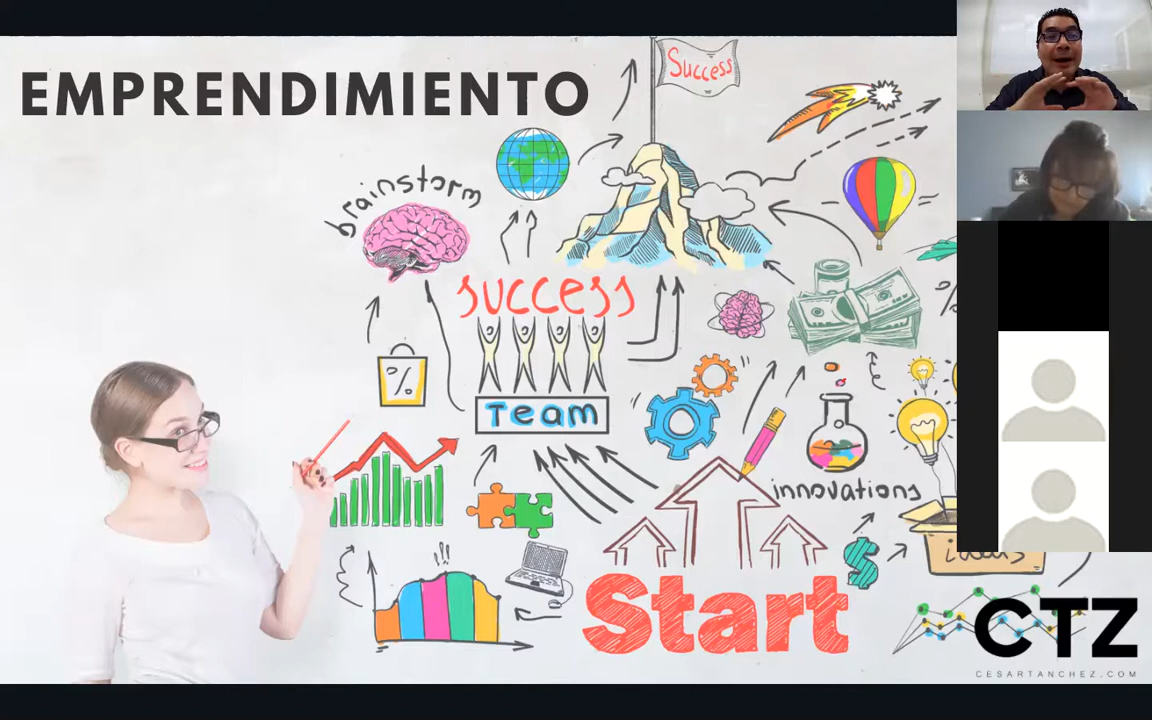 EMPRENDIMIENTO
Success
brainstorm
success
%
Team
innovations
$
Start
CTZ
CESARTANCHEZ.COM